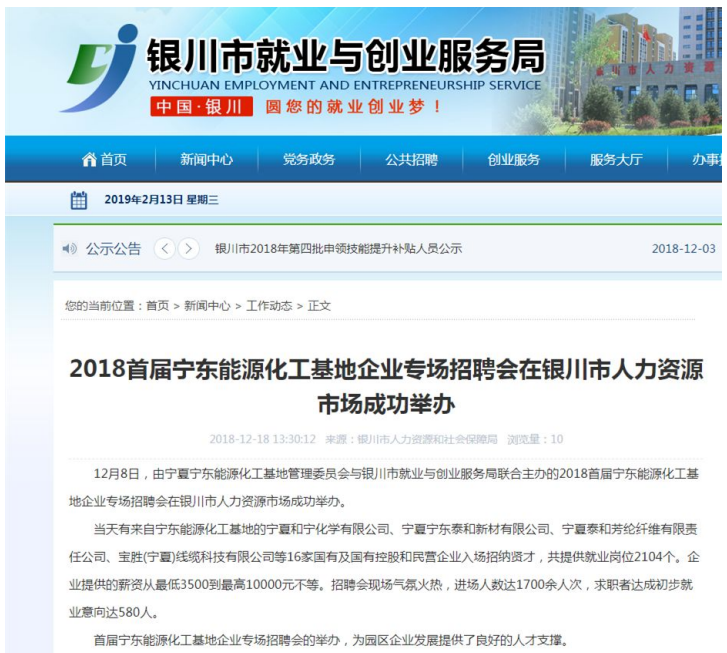 银川市就业与创业服务局
YINCHUAN EMPLOYMENT AND ENTREPRENEURSHIP SERVICE
中国·银川 圆您的就业创业梦！
银川市人力资源
首页 新闻中心 党务政务 公共招聘 创业服务 服务大厅 办事
2019年2月13日 星期三
公示公告 银川市2018年第四批申领技能提升补贴人员公示 2018-12-03
您的当前位置：首页 > 新闻中心 > 工作动态 > 正文
2018首届宁东能源化工基地企业专场招聘会在银川市人力资源
市场成功举办
2018-12-18 13:30:12 来源：银川市人力资源和社会保障局 浏览量：10
12月8日，由宁夏宁东能源化工基地管理委员会与银川市就业与创业服务局联合主办的2018首届宁东能源化工基
地企业专场招聘会在银川市人力资源市场成功举办。
当天有来自宁东能源化工基地的宁夏和宁化学有限公司、宁夏宁东泰和新材有限公司、宁夏泰和芳纶纤维有限责
任公司、宝胜(宁夏)线缆科技有限公司等16家国有及国有控股和民营企业入场招纳贤才，共提供就业岗位2104个。企
业提供的薪资从最低3500到最高10000元不等。招聘会现场气氛火热，进场人数达1700余人次，求职者达成初步就
业意向达580人。
首届宁东能源化工基地企业专场招聘会的举办，为园区企业发展提供了良好的人才支撑。